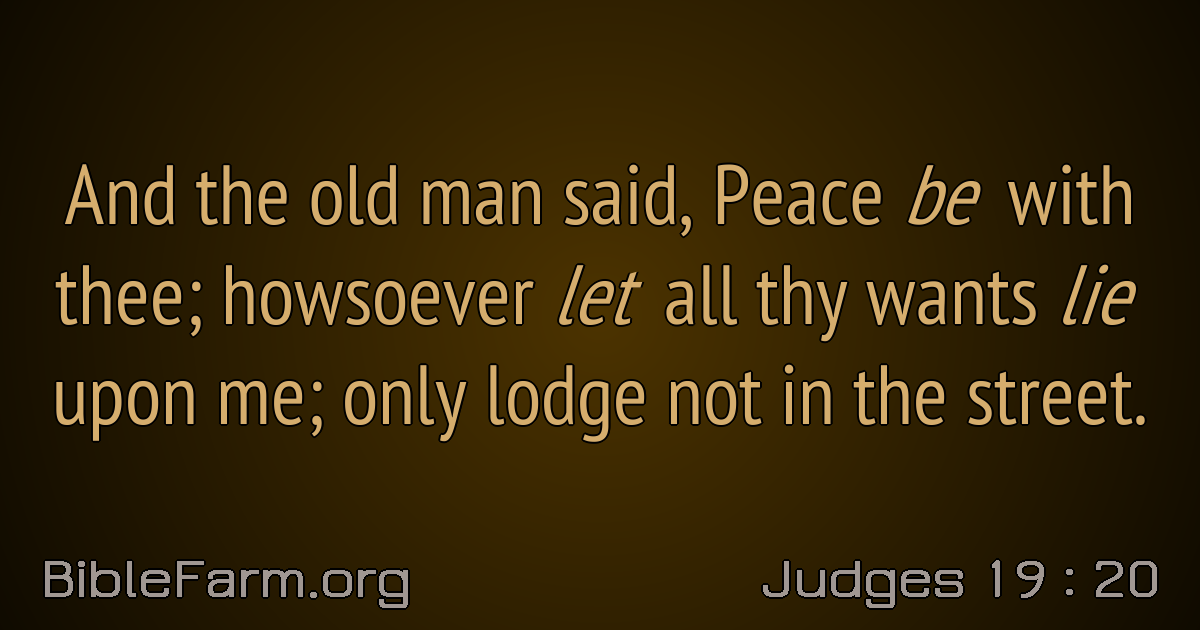 And the old man said, Peace be with
thee; howsoever let all thy wants lie
upon me; only lodge not in the street.
BibleFarm.org
Judges 19 : 20